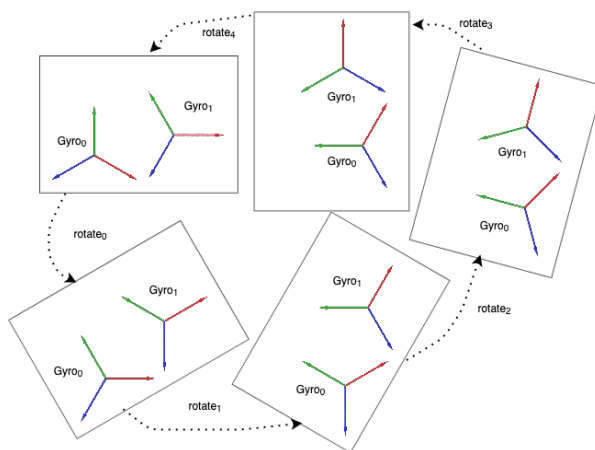 rotate₄
rotate₃
Gyro₁
Gyro₀
Gyro₁
Gyro₀
Gyro₁
Gyro₀
rotate₀
Gyro₁
Gyro₀
Gyro₁
Gyro₀
rotate₂
rotate₁